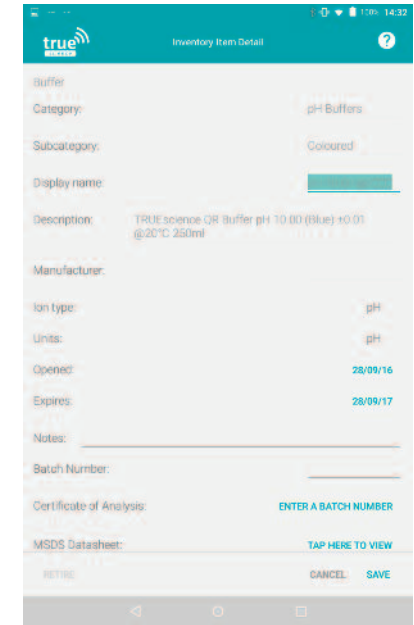 100% 14:32
true
science
Inventory Item Detail
?
Buffer
Category: pH Buffers
Subcategory: Coloured
Display name:
Description: TRUEscience QR Buffer pH 10.00 (Blue) ±0.01
@20°C 250ml
Manufacturer:
Ion type: pH
Units: pH
Opened: 28/09/16
Expires: 28/09/17
Notes:
Batch Number:
Certificate of Analysis: ENTER A BATCH NUMBER
MSDS Datasheet: TAP HERE TO VIEW
RETIRE CANCEL SAVE